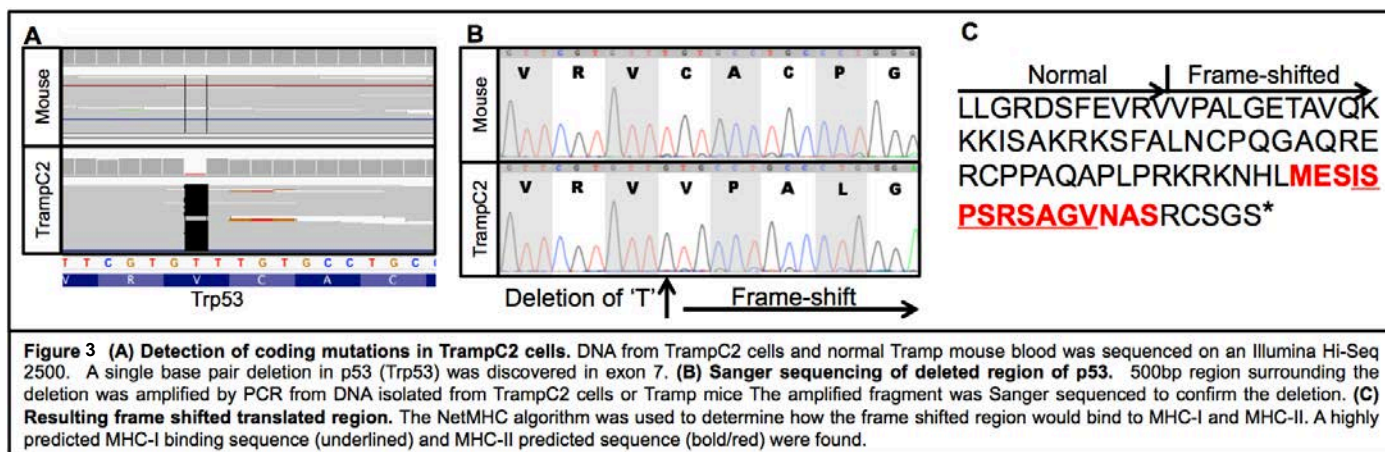 A
Mouse
TrampC2
T T C G T G T T T G T G C C T G C C
V R V C A C
Trp53
B
G T T C G T G T T T G T G C C T G C C C T G G G
Mouse
V R V C A C P G
TrampC2
V R V V P A L G
Deletion of 'T' Frame-shift
C
Normal Frame-shifted
LLGRDSFEVRVVPALGETAVQK
KKISAKRKSFALNCPQGAQRE
RCPPAQAPLPRKRKNHLMESIS
PSRSAGVNASRCSGS*
Figure 3 (A) Detection of coding mutations in TrampC2 cells. DNA from TrampC2 cells and normal Tramp mouse blood was sequenced on an Illumina Hi-Seq
2500. A single base pair deletion in p53 (Trp53) was discovered in exon 7. (B) Sanger sequencing of deleted region of p53. 500bp region surrounding the
deletion was amplified by PCR from DNA isolated from TrampC2 cells or Tramp mice The amplified fragment was Sanger sequenced to confirm the deletion. (C)
Resulting frame shifted translated region. The NetMHC algorithm was used to determine how the frame shifted region would bind to MHC-I and MHC-II. A highly
predicted MHC-I binding sequence (underlined) and MHC-II predicted sequence (bold/red) were found.